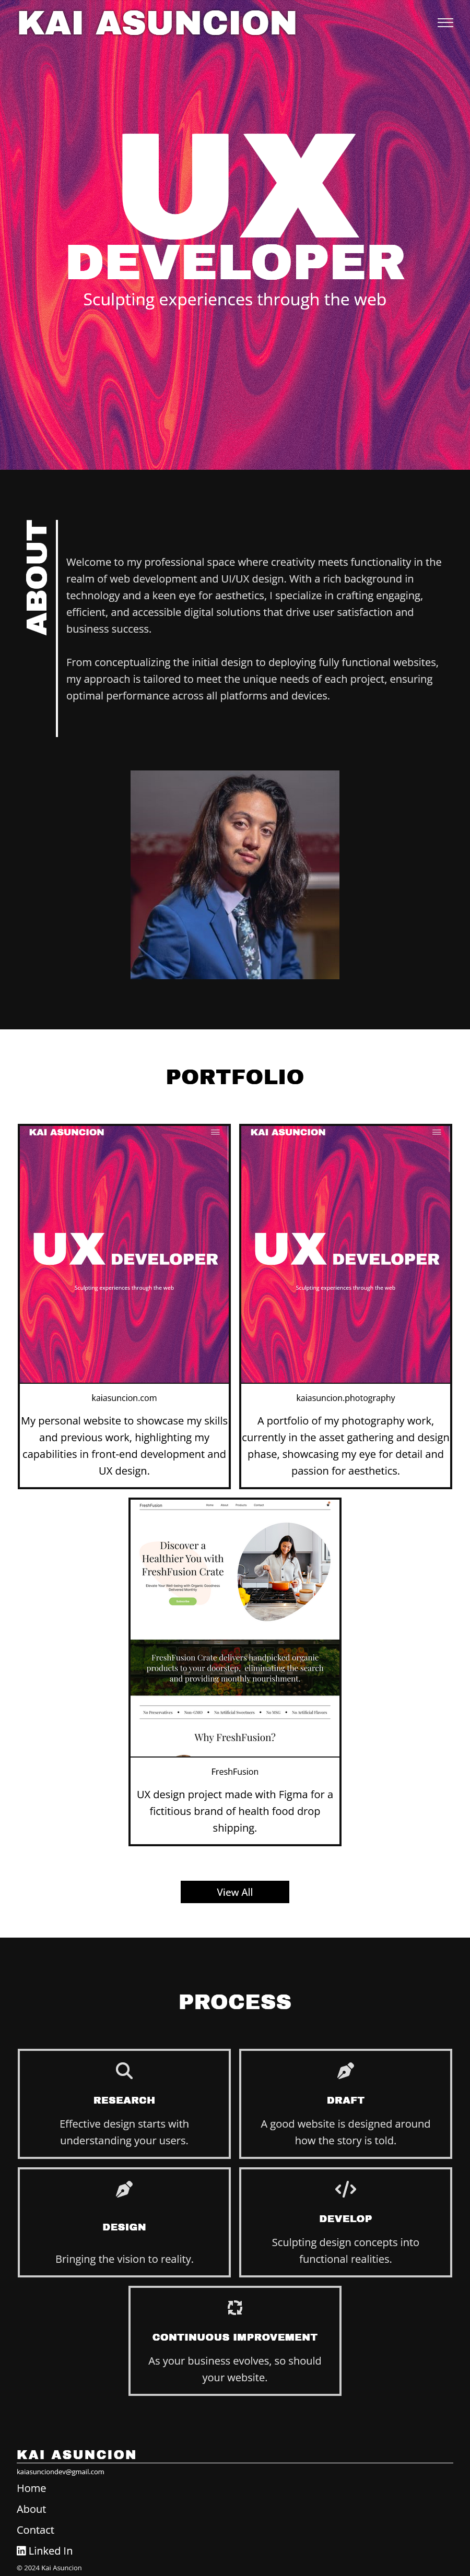 KAI ASUNCION
UX
DEVELOPER
Sculpting experiences through the web
ABOUT
Welcome to my professional space where creativity meets functionality in the
realm of web development and UI/UX design. With a rich background in
technology and a keen eye for aesthetics, I specialize in crafting engaging,
efficient, and accessible digital solutions that drive user satisfaction and
business success.
From conceptualizing the initial design to deploying fully functional websites,
my approach is tailored to meet the unique needs of each project, ensuring
optimal performance across all platforms and devices.
PORTFOLIO
KAI ASUNCION
UX DEVELOPER
Sculpting experiences through the web
kaiasuncion.com
My personal website to showcase my skills
and previous work, highlighting my
capabilities in front-end development and
UX design.
KAI ASUNCION
UX DEVELOPER
Sculpting experiences through the web
kaiasuncion.photography
A portfolio of my photography work,
currently in the asset gathering and design
phase, showcasing my eye for detail and
passion for aesthetics.
FreshFusion
Home About Products Contact
Discover a
Healthier You with
FreshFusion Crate
Elevate Your Well-being with Organic Goodness
Delivered Monthly
Subscribe
FreshFusion Crate delivers handpicked organic
products to your doorstep, eliminating the search
and providing monthly nourishment.
No Preservatives • Non-GMO • No Artificial Sweeteners • No MSG • No Artificial Flavors
Why FreshFusion?
FreshFusion
UX design project made with Figma for a
fictitious brand of health food drop
shipping.
View All
PROCESS
RESEARCH
Effective design starts with
understanding your users.
DRAFT
A good website is designed around
how the story is told.
DESIGN
Bringing the vision to reality.
DEVELOP
Sculpting design concepts into
functional realities.
CONTINUOUS IMPROVEMENT
As your business evolves, so should
your website.
KAI ASUNCION
kaiasunciondev@gmail.com
Home
About
Contact
Linked In
© 2024 Kai Asuncion